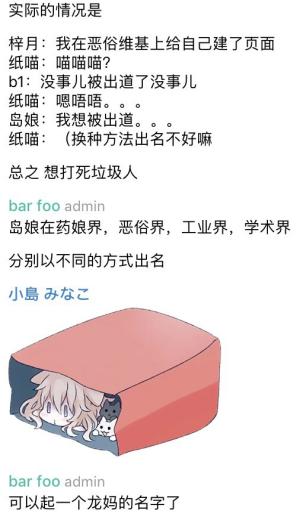 实际的情况是
梓月：我在恶俗维基上给自己建了页面
纸喵：喵喵喵？
b1：没事儿被出道了没事儿
纸喵：嗯唔唔。。。
岛娘：我想被出道。。。
纸喵：（换种方法出名不好嘛
总之 想打死垃圾人
bar foo admin
岛娘在药娘界，恶俗界，工业界，学术界
分别以不同的方式出名
小島 みなこ
bar foo admin
可以起一个龙妈的名字了